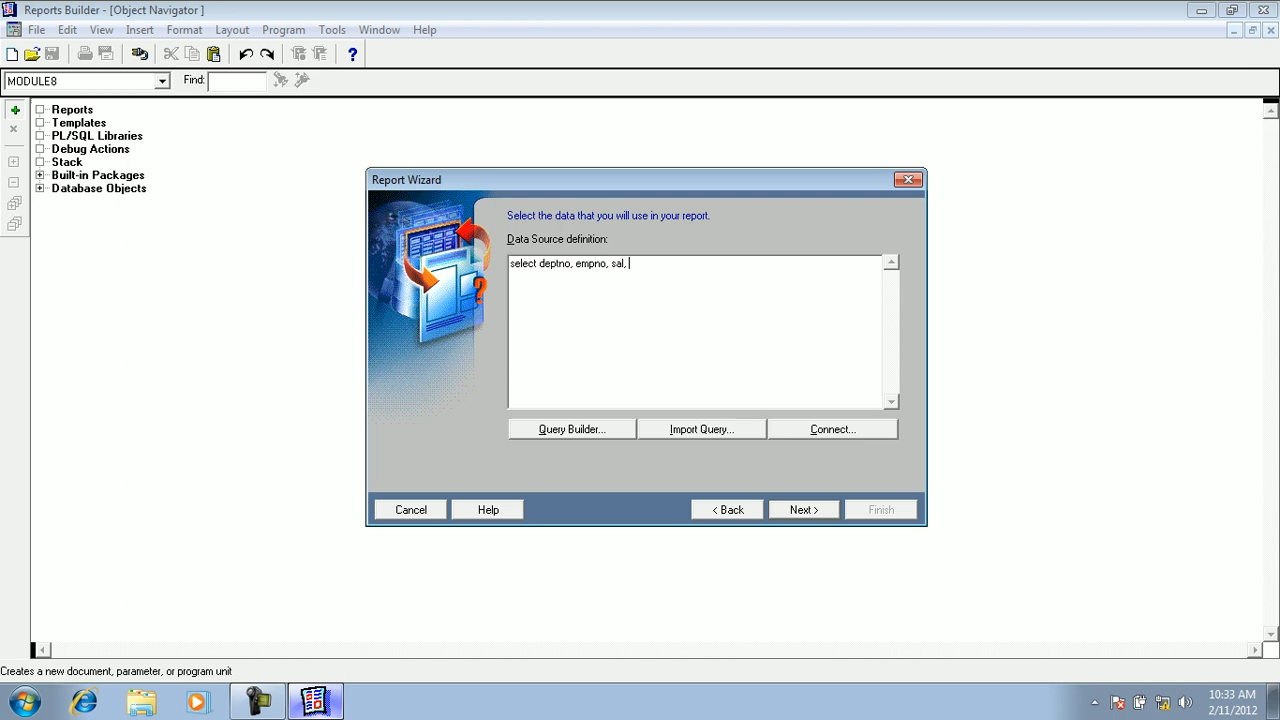 Reports Builder - [Object Navigator ]
File Edit View Insert Format Layout Program Tools Window Help
MODULE8 Find:
Reports
Templates
PL/SQL Libraries
Debug Actions
Stack
Built-in Packages
Database Objects
Report Wizard
Select the data that you will use in your report.
Data Source definition:
select deptno, empno, sal,
Query Builder... Import Query... Connect...
Cancel Help < Back Next > Finish
Creates a new document, parameter, or program unit
10:33 AM
2/11/2012